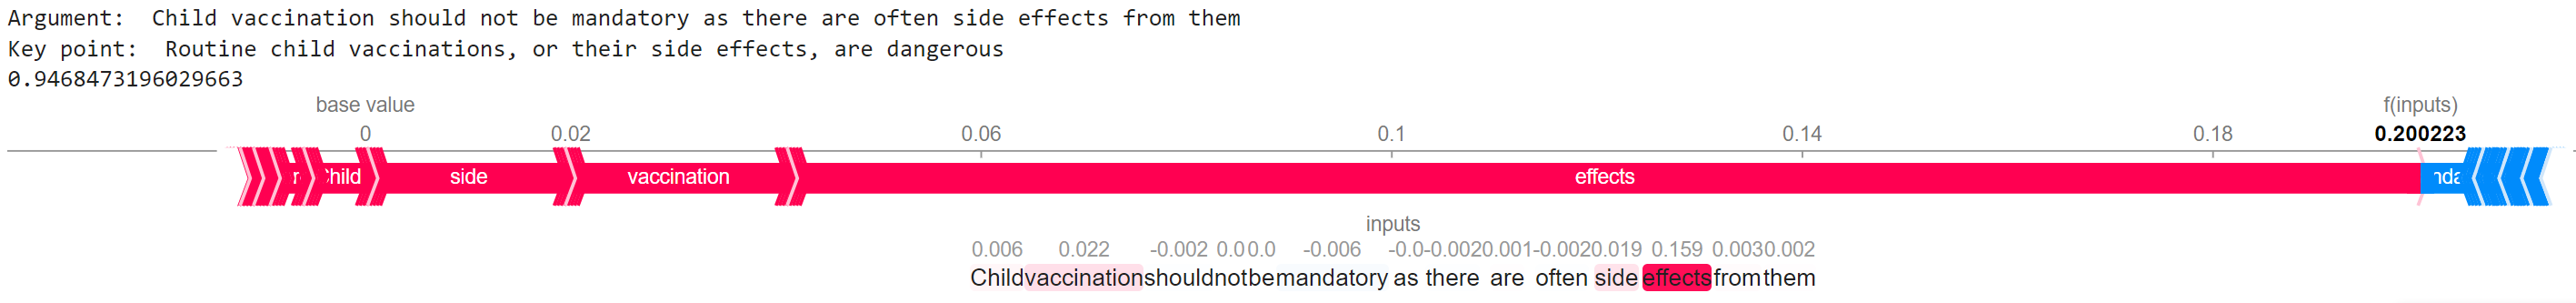 Argument:  Child vaccination should not be mandatory as there are often side effects from them
Key point:  Routine child vaccinations, or their side effects, are dangerous
0.9468473196029663
base value f(inputs)
0 0.02 0.06 0.1 0.14 0.18 0.200223
Child side vaccination effects
inputs
0.006 0.022 -0.002 0.0 0.0 -0.006 -0.0 -0.002 0.001 -0.002 0.019 0.159 0.003 0.002
Child vaccination should not be mandatory as there are often side effects from them